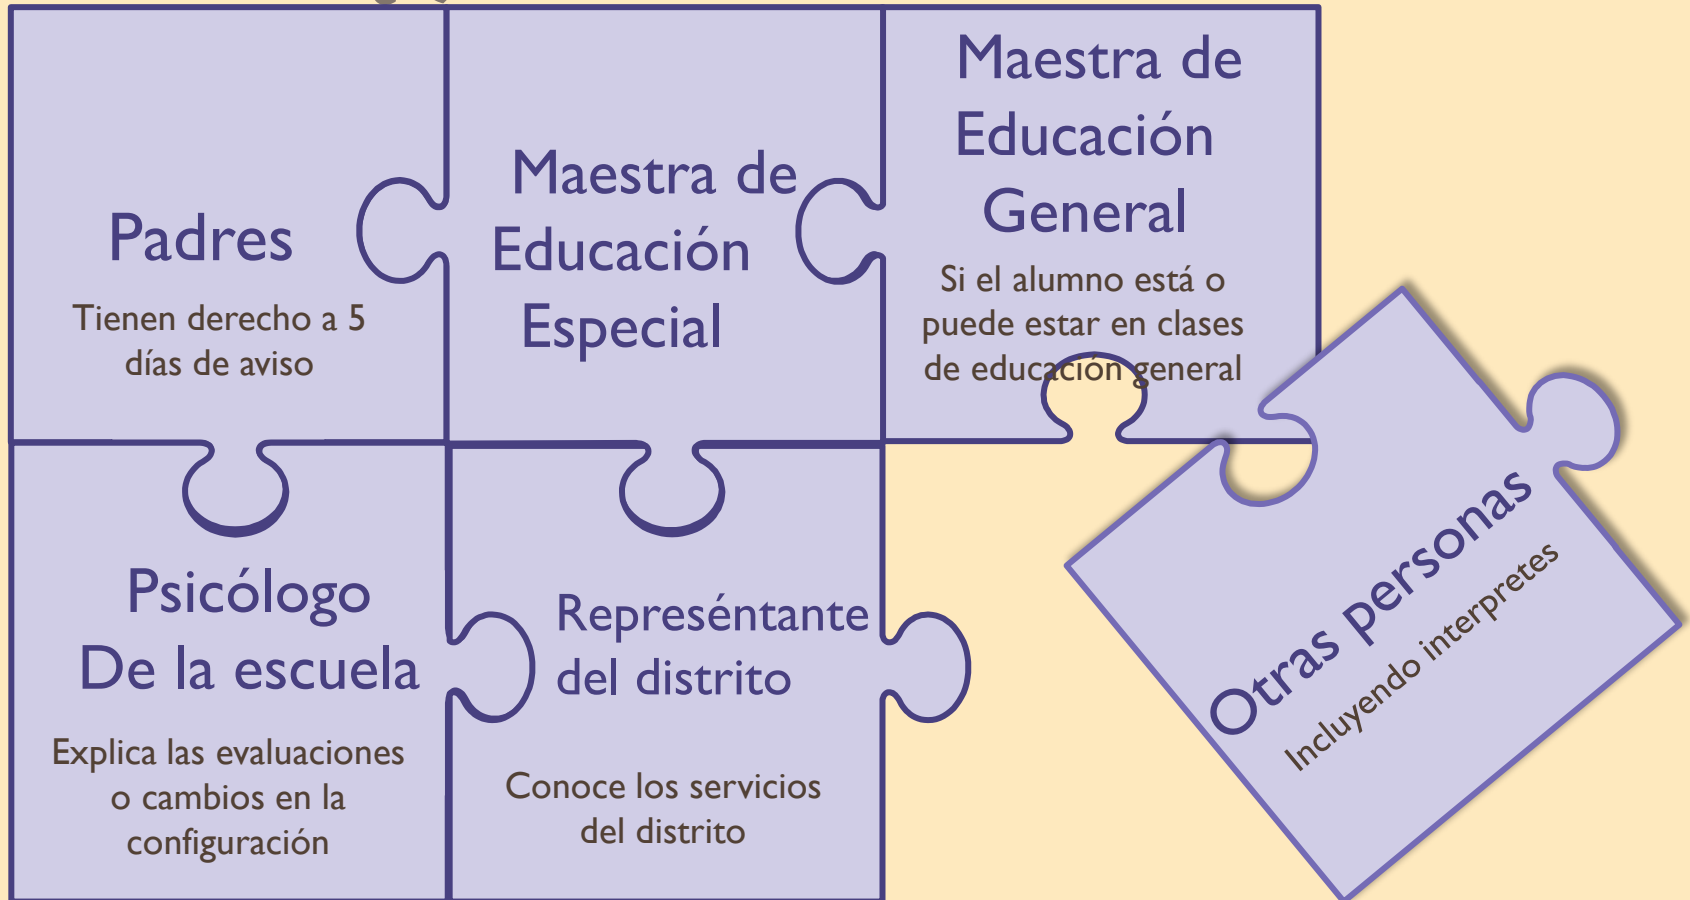 Padres
Tienen derecho a 5
días de aviso
Maestra de
Educación
Especial
Maestra de
Educación
General
Si el alumno está o
puede estar en clases
de educación general
Psicólogo
De la escuela
Explica las evaluaciones
o cambios en la
configuración
Represéntante
del distrito
Conoce los servicios
del distrito
Otras personas
Incluyendo interpretes